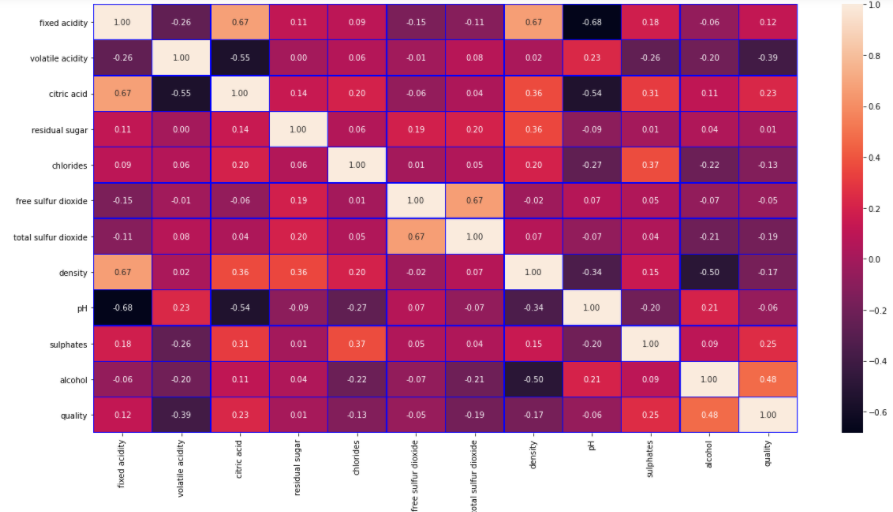 fixed acidity 1.00 -0.26 0.67 0.11 0.09 -0.15 -0.11 0.67 -0.68 0.18 -0.06 0.12
volatile acidity -0.26 1.00 -0.55 0.00 0.06 -0.01 0.08 0.02 0.23 -0.26 -0.20 -0.39
citric acid 0.67 -0.55 1.00 0.14 0.20 -0.06 0.04 0.36 -0.54 0.31 0.11 0.23
residual sugar 0.11 0.00 0.14 1.00 0.06 0.19 0.20 0.36 -0.09 0.01 0.04 0.01
chlorides 0.09 0.06 0.20 0.06 1.00 0.01 0.05 0.20 -0.27 0.37 -0.22 -0.13
free sulfur dioxide -0.15 -0.01 -0.06 0.19 0.01 1.00 0.67 -0.02 0.07 0.05 -0.07 -0.05
total sulfur dioxide -0.11 0.08 0.04 0.20 0.05 0.67 1.00 0.07 -0.07 0.04 -0.21 -0.19
density 0.67 0.02 0.36 0.36 0.20 -0.02 0.07 1.00 -0.34 0.15 -0.50 -0.17
pH -0.68 0.23 -0.54 -0.09 -0.27 0.07 -0.07 -0.34 1.00 -0.20 0.21 -0.06
sulphates 0.18 -0.26 0.31 0.01 0.37 0.05 0.04 0.15 -0.20 1.00 0.09 0.25
alcohol -0.06 -0.20 0.11 0.04 -0.22 -0.07 -0.21 -0.50 0.21 0.09 1.00 0.48
quality 0.12 -0.39 0.23 0.01 -0.13 -0.05 -0.19 -0.17 -0.06 0.25 0.48 1.00
fixed acidity
volatile acidity
citric acid
residual sugar
chlorides
free sulfur dioxide
total sulfur dioxide
density
pH
sulphates
alcohol
quality
1.0
0.8
0.6
0.4
0.2
0.0
−0.2
−0.4
−0.6